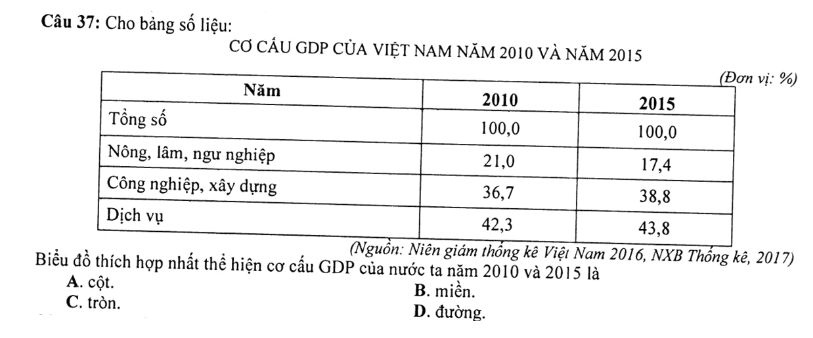 Câu 37: Cho bảng số liệu:
CƠ CẤU GDP CỦA VIỆT NAM NĂM 2010 VÀ NĂM 2015
(Đơn vị: %)
Năm 2010 2015
Tổng số 100,0 100,0
Nông, lâm, ngư nghiệp 21,0 17,4
Công nghiệp, xây dựng 36,7 38,8
Dịch vụ 42,3 43,8
(Nguồn: Niên giám thống kê Việt Nam 2016, NXB Thống kê, 2017)
Biểu đồ thích hợp nhất thể hiện cơ cấu GDP của nước ta năm 2010 và 2015 là
A. cột. B. miền.
C. tròn. D. đường.